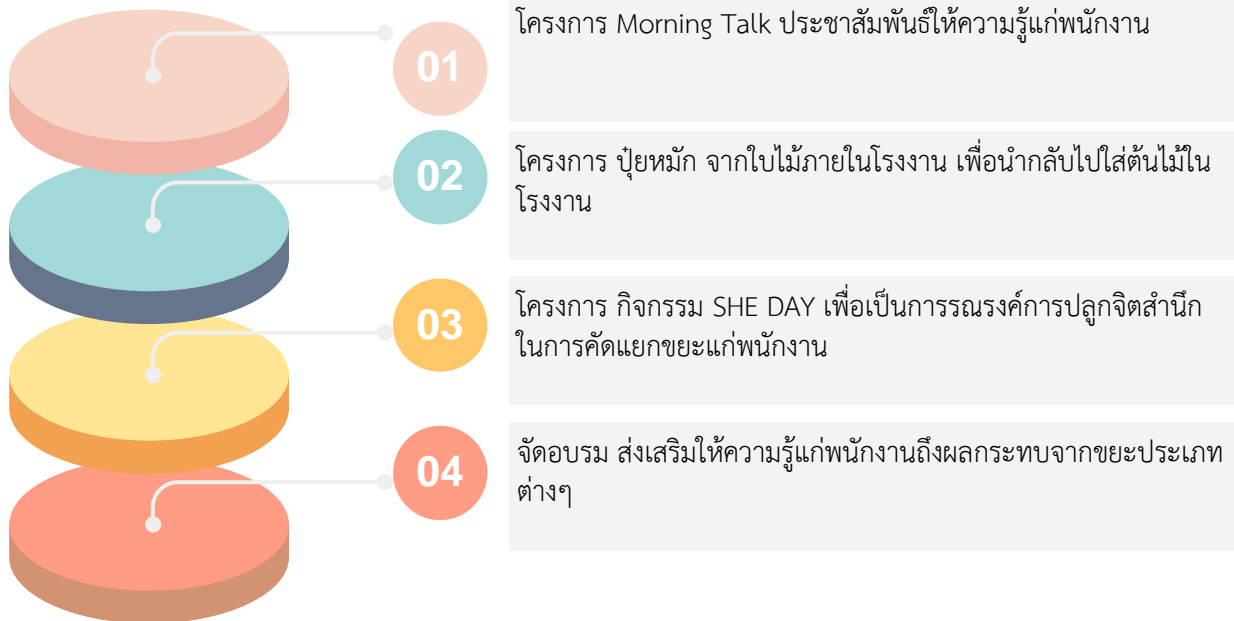 01
โครงการ Morning Talk ประชาสัมพันธ์ให้ความรู้แก่พนักงาน
02
โครงการ ปุ๋ยหมัก จากใบไม้ภายในโรงงาน เพื่อนำกลับไปใส่ต้นไม้ใน
โรงงาน
03
โครงการ กิจกรรม SHE DAY เพื่อเป็นการรณรงค์การปลูกจิตสำนึก
ในการคัดแยกขยะแก่พนักงาน
04
จัดอบรม ส่งเสริมให้ความรู้แก่พนักงานถึงผลกระทบจากขยะประเภท
ต่างๆ